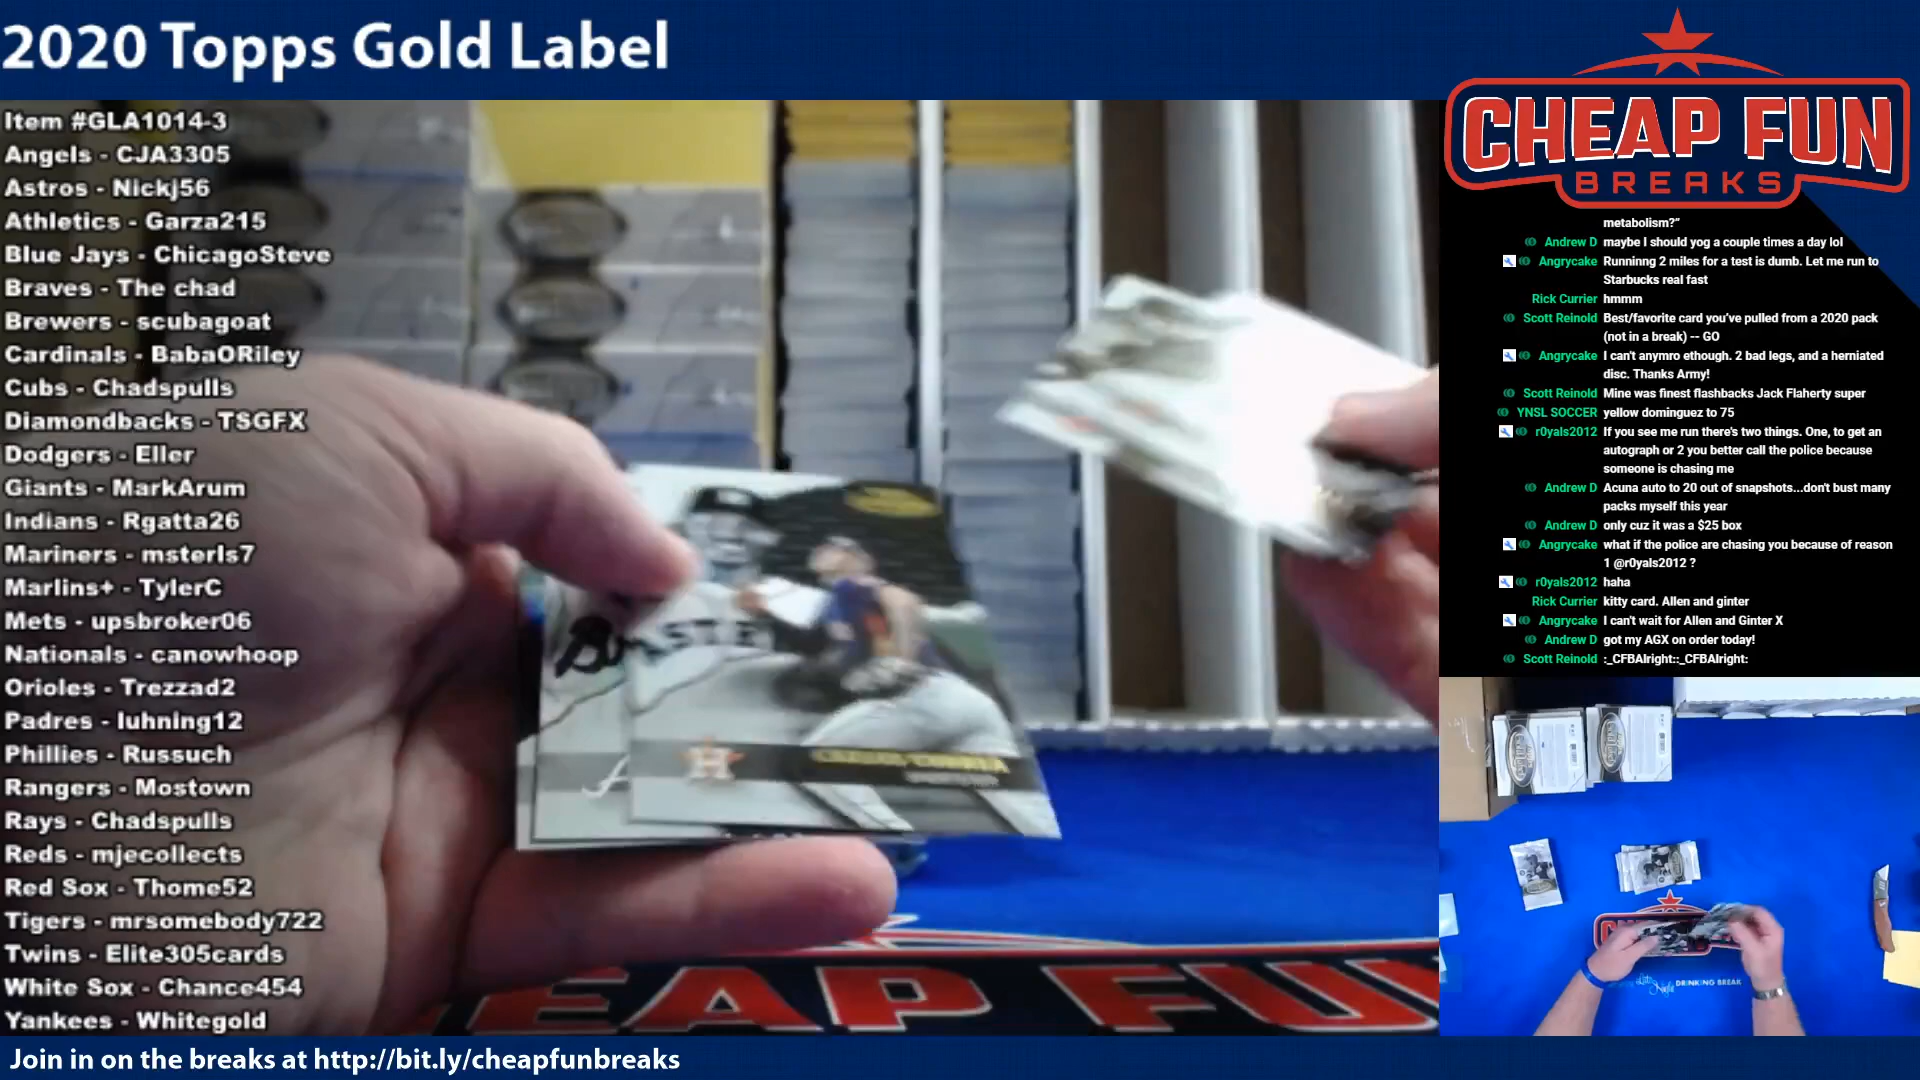 2020 Topps Gold Label
Item #GLA1014-3
Angels - CJA3305
Astros - Nickj56
Athletics - Garza215
Blue Jays - ChicagoSteve
Braves - The chad
Brewers - scubagoat
Cardinals - BabaORiley
Cubs - Chadspulls
Diamondbacks - TSGFX
Dodgers - Eller
Giants - MarkArum
Indians - Rgatta26
Mariners - msterls7
Marlins+ - TylerC
Mets - upsbroker06
Nationals - canowhoop
Orioles - Trezzad2
Padres - luhning12
Phillies - Russuch
Rangers - Mostown
Rays - Chadspulls
Reds - mjecollects
Red Sox - Thome52
Tigers - mrsomebody722
Twins - Elite305cards
White Sox - Chance454
Yankees - Whitegold
Join in on the breaks at http://bit.ly/cheapfunbreaks
EAP FU
CHEAP FUN
BREAKS
metabolism?"
Andrew D maybe I should yog a couple times a day lol
Angrycake Runninng 2 miles for a test is dumb. Let me run to
Starbucks real fast
Rick Currier hmmm
Scott Reinold Best/favorite card you've pulled from a 2020 pack
(not in a break) -- GO
Angrycake I can't anymro ethough. 2 bad legs, and a herniated
disc. Thanks Army!
Scott Reinold Mine was finest flashbacks Jack Flaherty super
YNSL SOCCER yellow dominguez to 75
r0yals2012 If you see me run there's two things. One, to get an
autograph or 2 you better call the police because
someone is chasing me
Andrew D Acuna auto to 20 out of snapshots...don't bust many
packs myself this year
Andrew D only cuz it was a $25 box
Angrycake what if the police are chasing you because of reason
1 @r0yals2012 ?
r0yals2012 haha
Rick Currier kitty card. Allen and ginter
Angrycake I can't wait for Allen and Ginter X
Andrew D got my AGX on order today!
Scott Reinold :_CFBAlright::_CFBAlright:
DRINKING BREAK